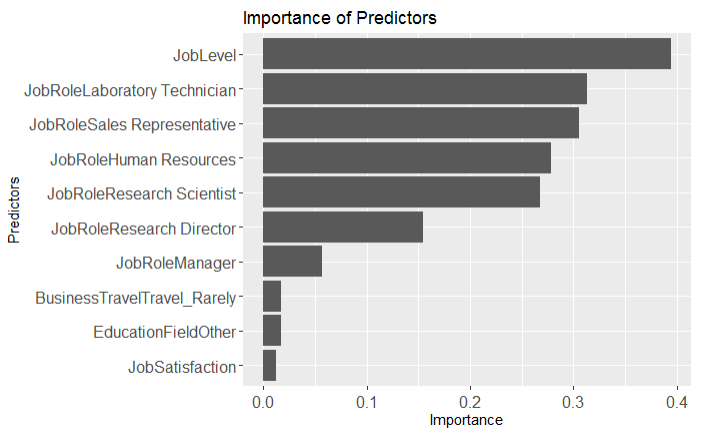 Importance of Predictors
Predictors
JobLevel
JobRoleLaboratory Technician
JobRoleSales Representative
JobRoleHuman Resources
JobRoleResearch Scientist
JobRoleResearch Director
JobRoleManager
BusinessTravelTravel_Rarely
EducationFieldOther
JobSatisfaction
0.0 0.1 0.2 0.3 0.4
Importance